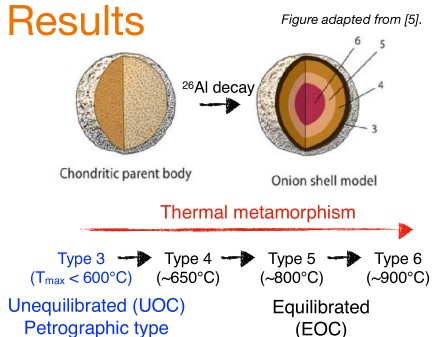 Results
Figure adapted from [5].
6
5
26Al decay
4
3
Chondritic parent body
Onion shell model
Thermal metamorphism
Type 3 Type 4 Type 5 Type 6
(Tmax < 600°C) (~650°C) (~800°C) (~900°C)
Unequilibrated (UOC) Equilibrated
Petrographic type (EOC)